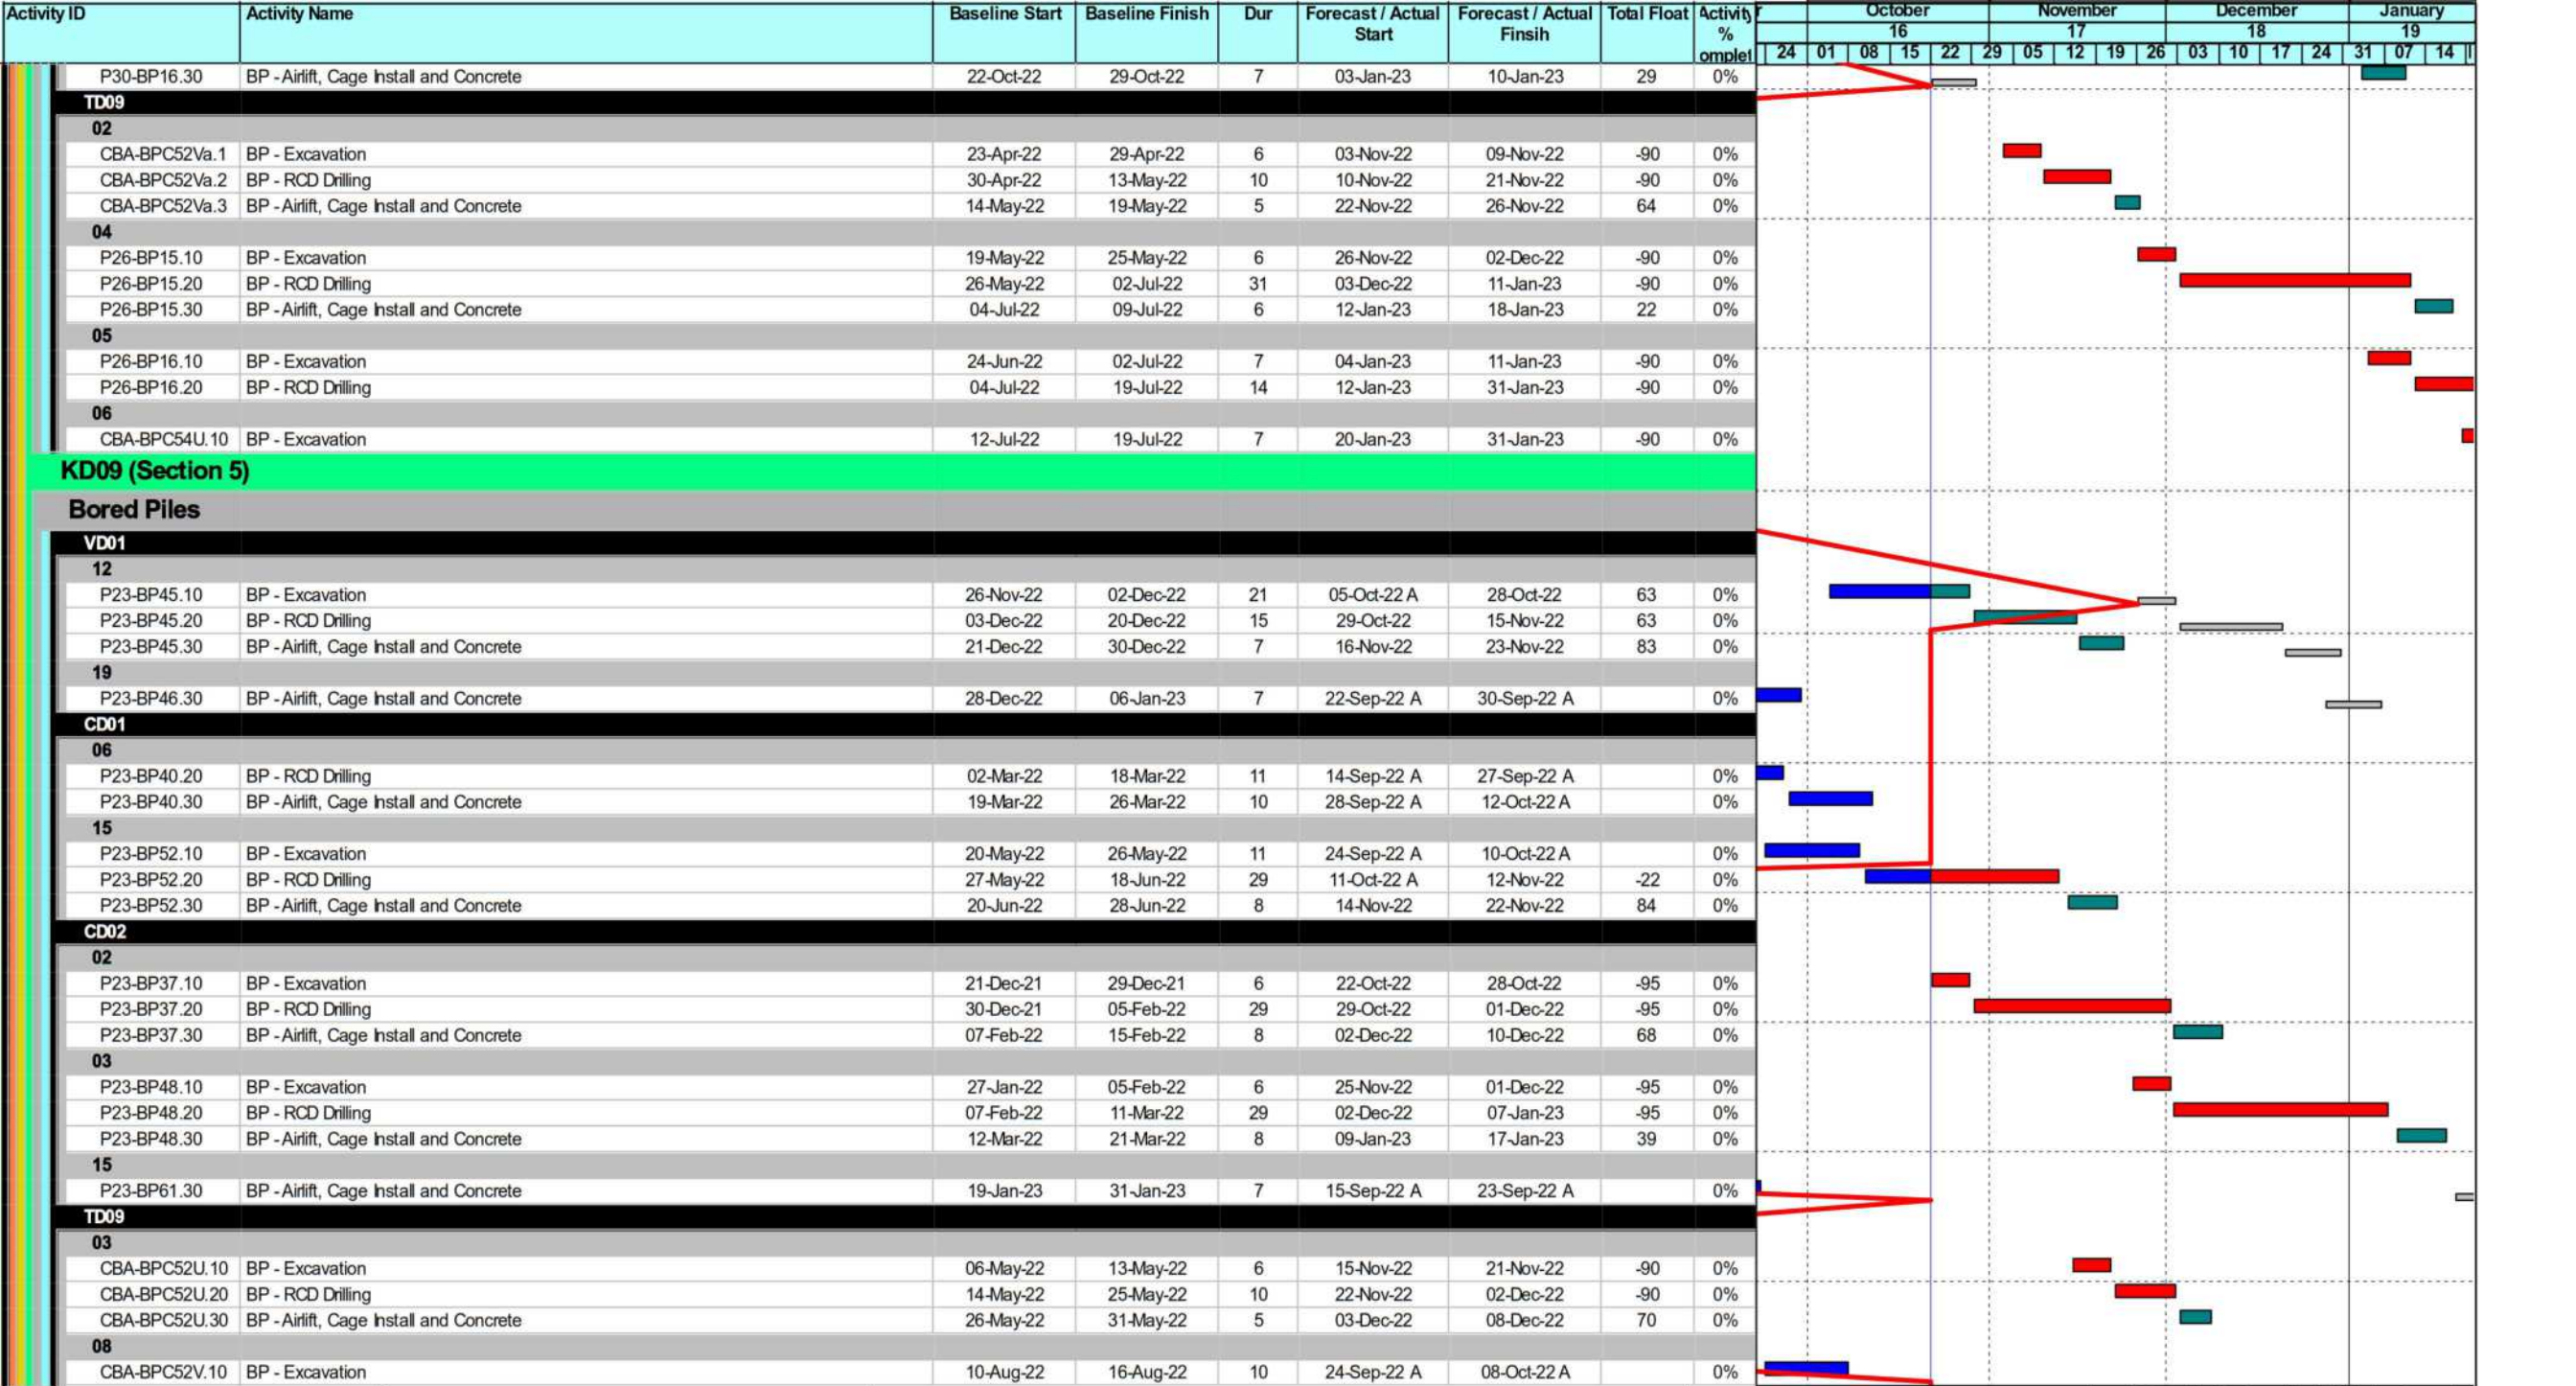 Activity ID Activity Name Baseline Start Baseline Finish Dur Forecast / Actual Start Forecast / Actual Finsih Total Float Activity % omplet
r October November December January
16 17 18 19
24 01 08 15 22 29 05 12 19 26 03 10 17 24 31 07 14
P30-BP16.30 BP - Airlift, Cage Install and Concrete 22-Oct-22 29-Oct-22 7 03-Jan-23 10-Jan-23 29 0%
TD09
02
CBA-BPC52Va.1 BP - Excavation 23-Apr-22 29-Apr-22 6 03-Nov-22 09-Nov-22 -90 0%
CBA-BPC52Va.2 BP - RCD Drilling 30-Apr-22 13-May-22 10 10-Nov-22 21-Nov-22 -90 0%
CBA-BPC52Va.3 BP - Airlift, Cage Install and Concrete 14-May-22 19-May-22 5 22-Nov-22 26-Nov-22 64 0%
04
P26-BP15.10 BP - Excavation 19-May-22 25-May-22 6 26-Nov-22 02-Dec-22 -90 0%
P26-BP15.20 BP - RCD Drilling 26-May-22 02-Jul-22 31 03-Dec-22 11-Jan-23 -90 0%
P26-BP15.30 BP - Airlift, Cage Install and Concrete 04-Jul-22 09-Jul-22 6 12-Jan-23 18-Jan-23 22 0%
05
P26-BP16.10 BP - Excavation 24-Jun-22 02-Jul-22 7 04-Jan-23 11-Jan-23 -90 0%
P26-BP16.20 BP - RCD Drilling 04-Jul-22 19-Jul-22 14 12-Jan-23 31-Jan-23 -90 0%
06
CBA-BPC54U.10 BP - Excavation 12-Jul-22 19-Jul-22 7 20-Jan-23 31-Jan-23 -90 0%
KD09 (Section 5)
Bored Piles
VD01
12
P23-BP45.10 BP - Excavation 26-Nov-22 02-Dec-22 21 05-Oct-22 A 28-Oct-22 63 0%
P23-BP45.20 BP - RCD Drilling 03-Dec-22 20-Dec-22 15 29-Oct-22 15-Nov-22 63 0%
P23-BP45.30 BP - Airlift, Cage Install and Concrete 21-Dec-22 30-Dec-22 7 16-Nov-22 23-Nov-22 83 0%
19
P23-BP46.30 BP - Airlift, Cage Install and Concrete 28-Dec-22 06-Jan-23 7 22-Sep-22 A 30-Sep-22 A 0%
CD01
06
P23-BP40.20 BP - RCD Drilling 02-Mar-22 18-Mar-22 11 14-Sep-22 A 27-Sep-22 A 0%
P23-BP40.30 BP - Airlift, Cage Install and Concrete 19-Mar-22 26-Mar-22 10 28-Sep-22 A 12-Oct-22 A 0%
15
P23-BP52.10 BP - Excavation 20-May-22 26-May-22 11 24-Sep-22 A 10-Oct-22 A 0%
P23-BP52.20 BP - RCD Drilling 27-May-22 18-Jun-22 29 11-Oct-22 A 12-Nov-22 -22 0%
P23-BP52.30 BP - Airlift, Cage Install and Concrete 20-Jun-22 28-Jun-22 8 14-Nov-22 22-Nov-22 84 0%
CD02
02
P23-BP37.10 BP - Excavation 21-Dec-21 29-Dec-21 6 22-Oct-22 28-Oct-22 -95 0%
P23-BP37.20 BP - RCD Drilling 30-Dec-21 05-Feb-22 29 29-Oct-22 01-Dec-22 -95 0%
P23-BP37.30 BP - Airlift, Cage Install and Concrete 07-Feb-22 15-Feb-22 8 02-Dec-22 10-Dec-22 68 0%
03
P23-BP48.10 BP - Excavation 27-Jan-22 05-Feb-22 6 25-Nov-22 01-Dec-22 -95 0%
P23-BP48.20 BP - RCD Drilling 07-Feb-22 11-Mar-22 29 02-Dec-22 07-Jan-23 -95 0%
P23-BP48.30 BP - Airlift, Cage Install and Concrete 12-Mar-22 21-Mar-22 8 09-Jan-23 17-Jan-23 39 0%
15
P23-BP61.30 BP - Airlift, Cage Install and Concrete 19-Jan-23 31-Jan-23 7 15-Sep-22 A 23-Sep-22 A 0%
TD09
03
CBA-BPC52U.10 BP - Excavation 06-May-22 13-May-22 6 15-Nov-22 21-Nov-22 -90 0%
CBA-BPC52U.20 BP - RCD Drilling 14-May-22 25-May-22 10 22-Nov-22 02-Dec-22 -90 0%
CBA-BPC52U.30 BP - Airlift, Cage Install and Concrete 26-May-22 31-May-22 5 03-Dec-22 08-Dec-22 70 0%
08
CBA-BPC52V.10 BP - Excavation 10-Aug-22 16-Aug-22 10 24-Sep-22 A 08-Oct-22 A 0%